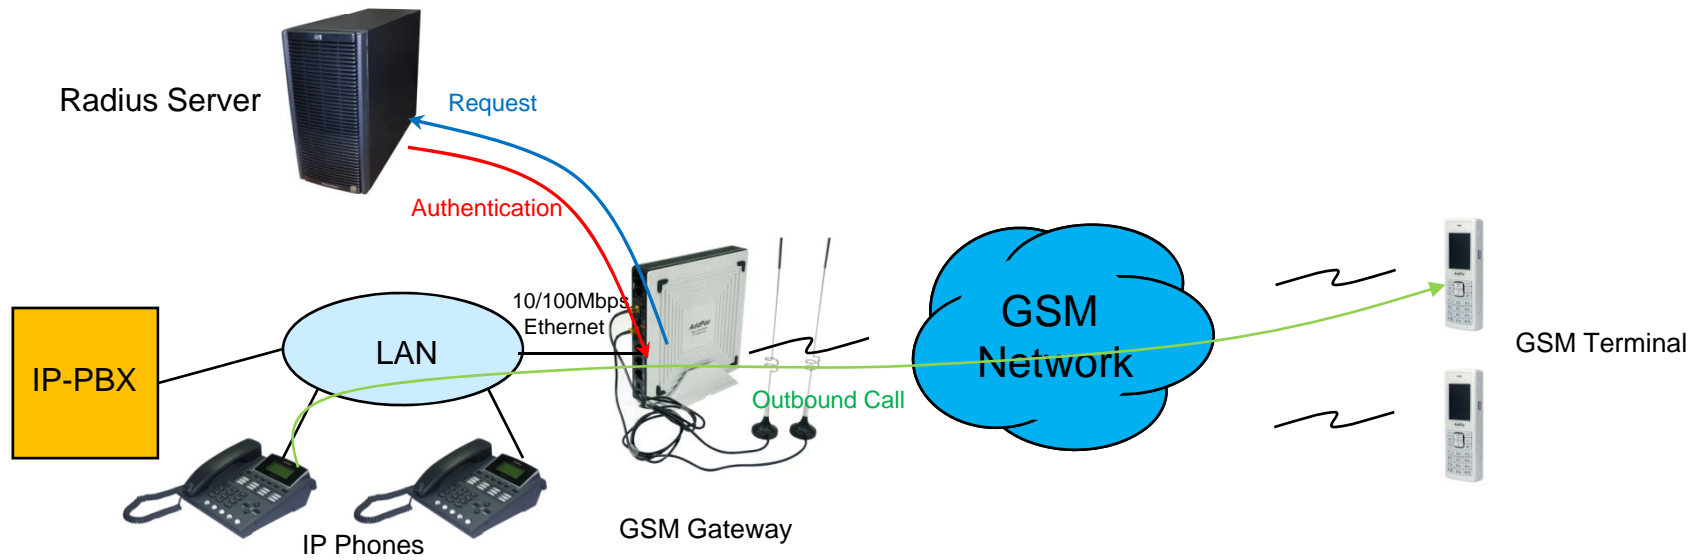 Radius Server
Request
Authentication
10/100Mbps
Ethernet
AddPac
IP-PBX
LAN
GSM
Network
Outbound Call
GSM Terminal
IP Phones
GSM Gateway